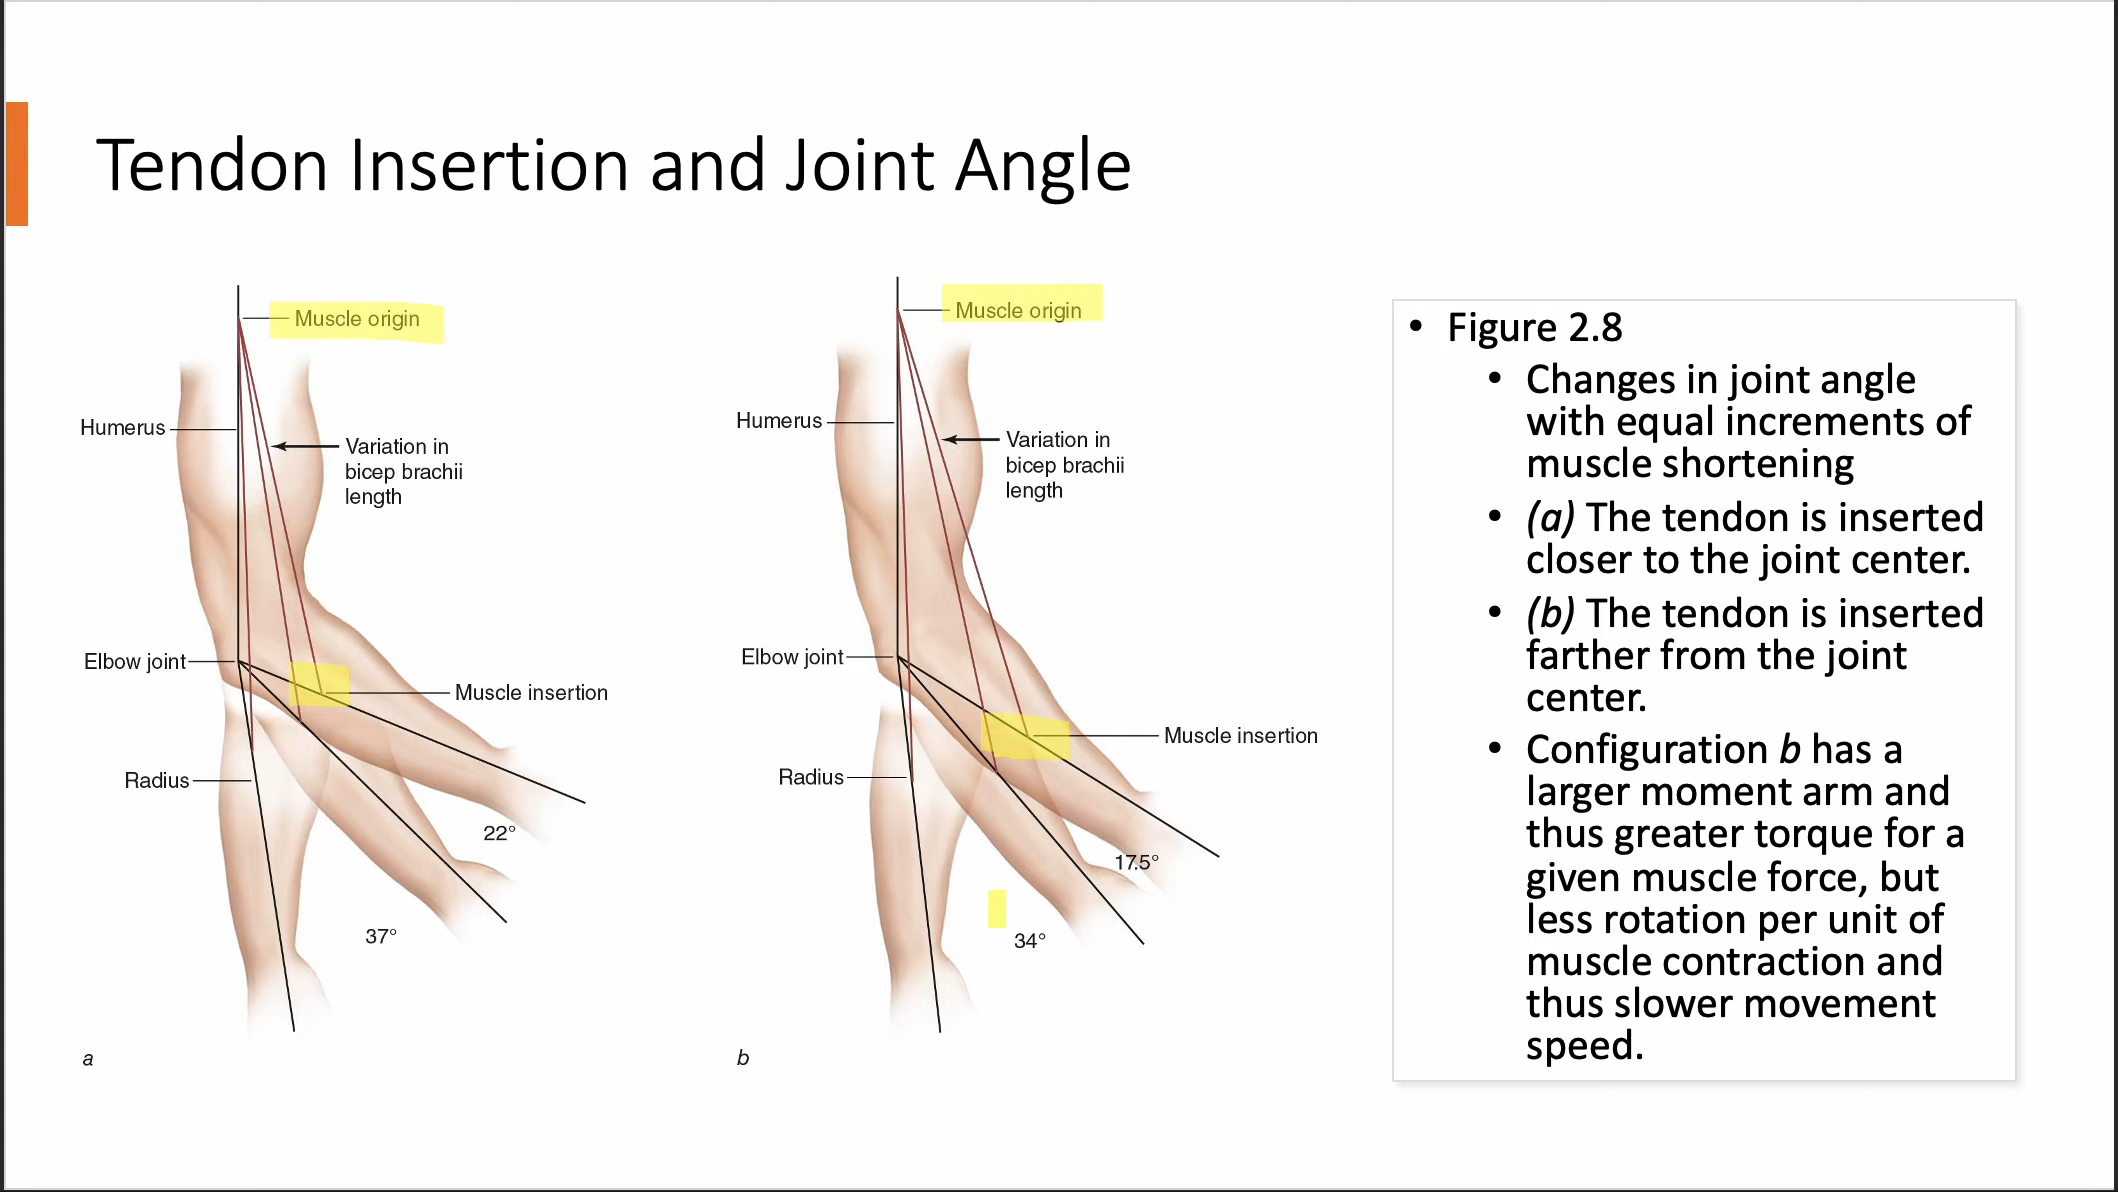 Tendon Insertion and Joint Angle
Muscle origin
Humerus
Variation in
bicep brachii
length
Elbow joint
Muscle insertion
Radius
22°
37°
a
Muscle origin
Humerus
Variation in
bicep brachii
length
Elbow joint
Muscle insertion
Radius
17.5°
34°
b
• Figure 2.8
• Changes in joint angle
with equal increments of
muscle shortening
• (a) The tendon is inserted
closer to the joint center.
• (b) The tendon is inserted
farther from the joint
center.
• Configuration b has a
larger moment arm and
thus greater torque for a
given muscle force, but
less rotation per unit of
muscle contraction and
thus slower movement
speed.